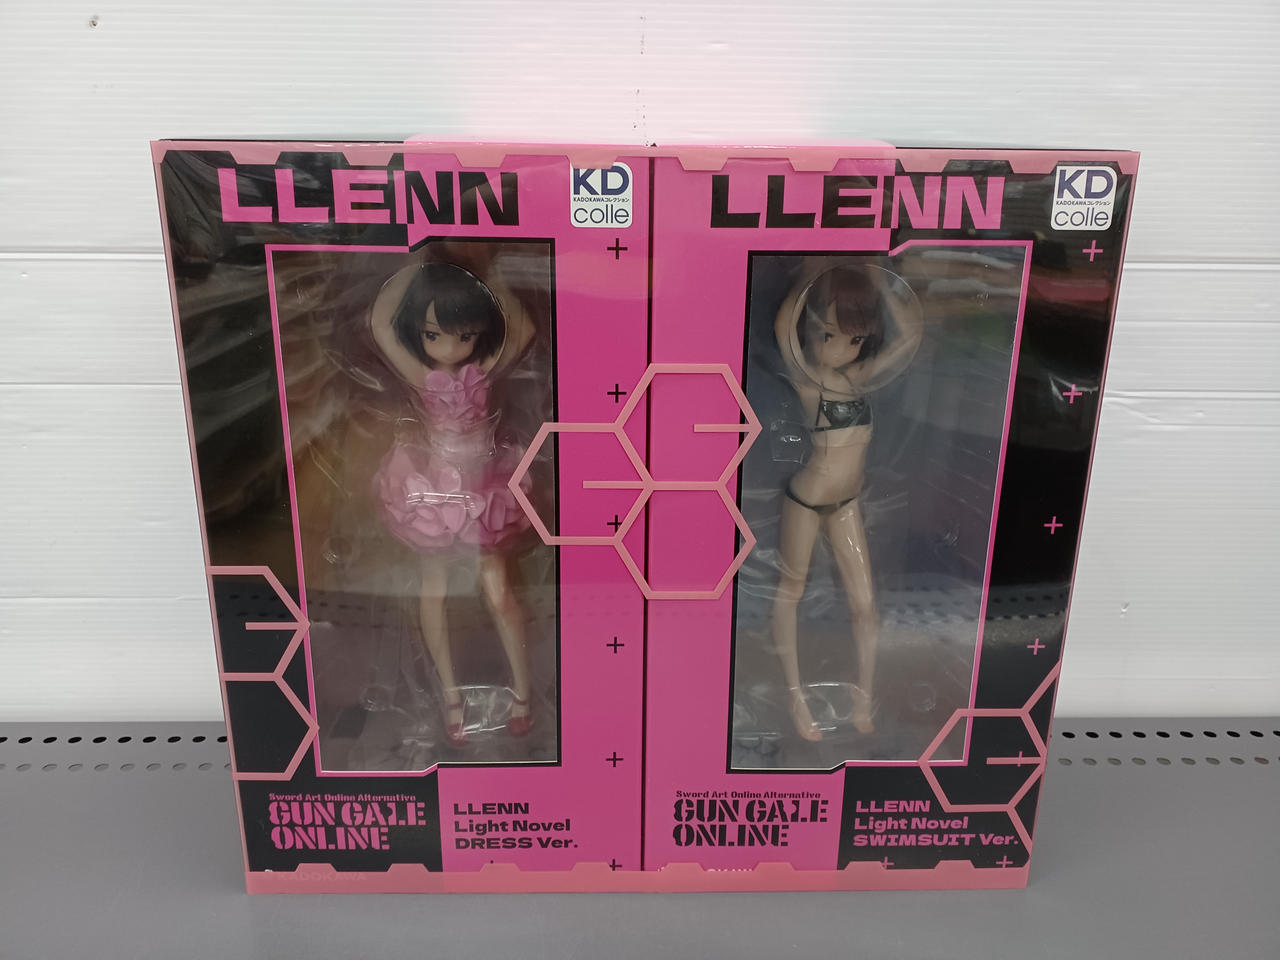 LLENN
KD
KADOKAWAコレクション
colle
Sword Art Online Alternative
GUN GALE
ONLINE
LLENN
Light Novel
DRESS Ver.
KADOKAWA
LLENN
KD
KADOKAWAコレクション
colle
Sword Art Online Alternative
GUN GALE
ONLINE
LLENN
Light Novel
SWIMSUIT Ver.